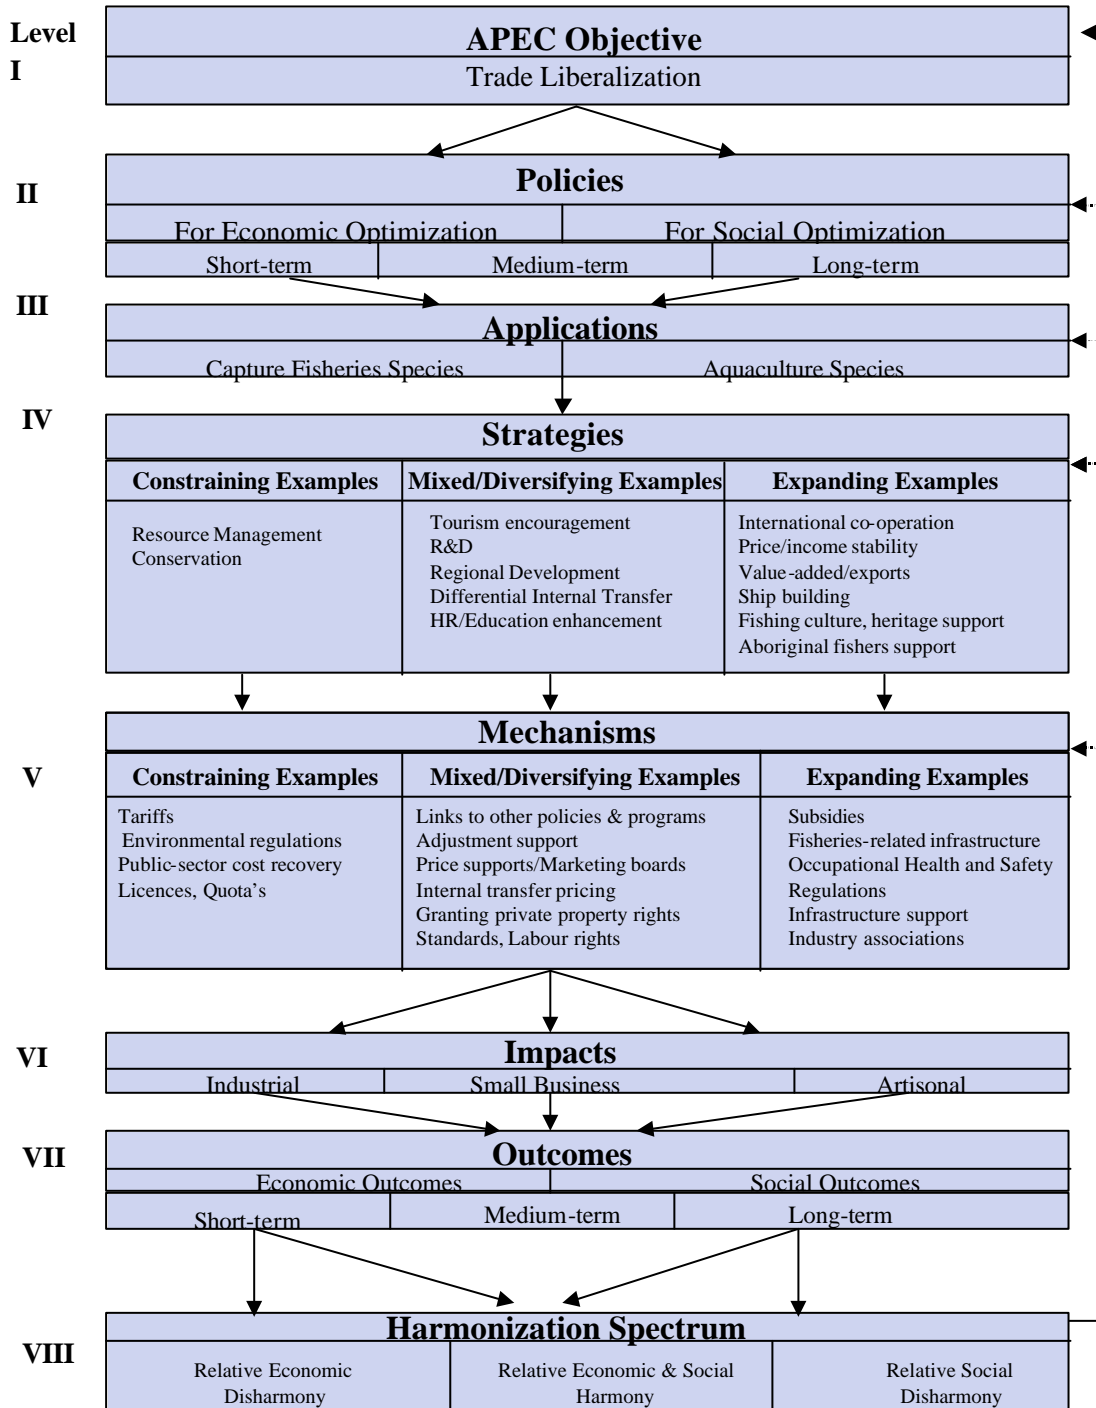 Level
I
APEC Objective
Trade Liberalization
II
Policies
For Economic Optimization
For Social Optimization
Short-term
Medium-term
Long-term
III
Applications
Capture Fisheries Species
Aquaculture Species
IV
Strategies
Constraining Examples
Resource Management
Conservation
Mixed/Diversifying Examples
Tourism encouragement
R&D
Regional Development
Differential Internal Transfer
HR/Education enhancement
Expanding Examples
International co-operation
Price/income stability
Value-added/exports
Ship building
Fishing culture, heritage support
Aboriginal fishers support
V
Mechanisms
Constraining Examples
Tariffs
Environmental regulations
Public-sector cost recovery
Licences, Quota's
Mixed/Diversifying Examples
Links to other policies & programs
Adjustment support
Price supports/Marketing boards
Internal transfer pricing
Granting private property rights
Standards, Labour rights
Expanding Examples
Subsidies
Fisheries-related infrastructure
Occupational Health and Safety
Regulations
Infrastructure support
Industry associations
VI
Impacts
Industrial
Small Business
Artisonal
VII
Outcomes
Economic Outcomes
Social Outcomes
Short-term
Medium-term
Long-term
VIII
Harmonization Spectrum
Relative Economic
Disharmony
Relative Economic & Social
Harmony
Relative Social
Disharmony